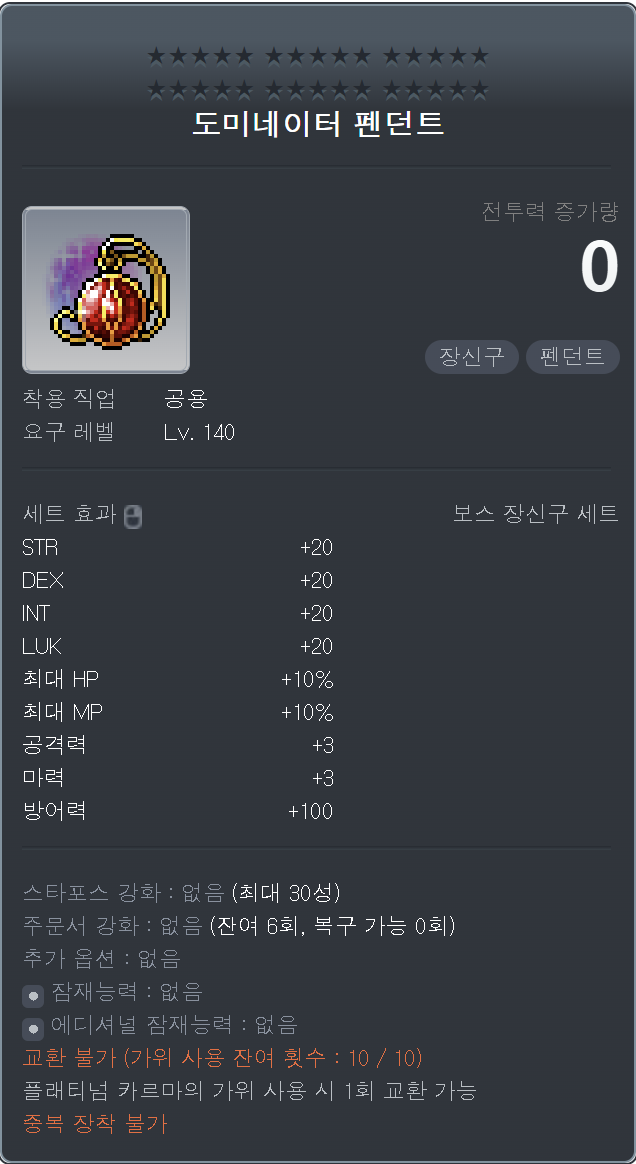 도미네이터 펜던트
전투력 증가량
0
장신구 펜던트
착용 직업 공용
요구 레벨 Lv. 140
세트 효과 보스 장신구 세트
STR +20
DEX +20
INT +20
LUK +20
최대 HP +10%
최대 MP +10%
공격력 +3
마력 +3
방어력 +100
스타포스 강화 : 없음 (최대 30성)
주문서 강화 : 없음 (잔여 6회, 복구 가능 0회)
추가 옵션 : 없음
잠재능력 : 없음
에디셔널 잠재능력 : 없음
교환 불가 (가위 사용 잔여 횟수 : 10 / 10)
플래티넘 카르마의 가위 사용 시 1회 교환 가능
중복 장착 불가